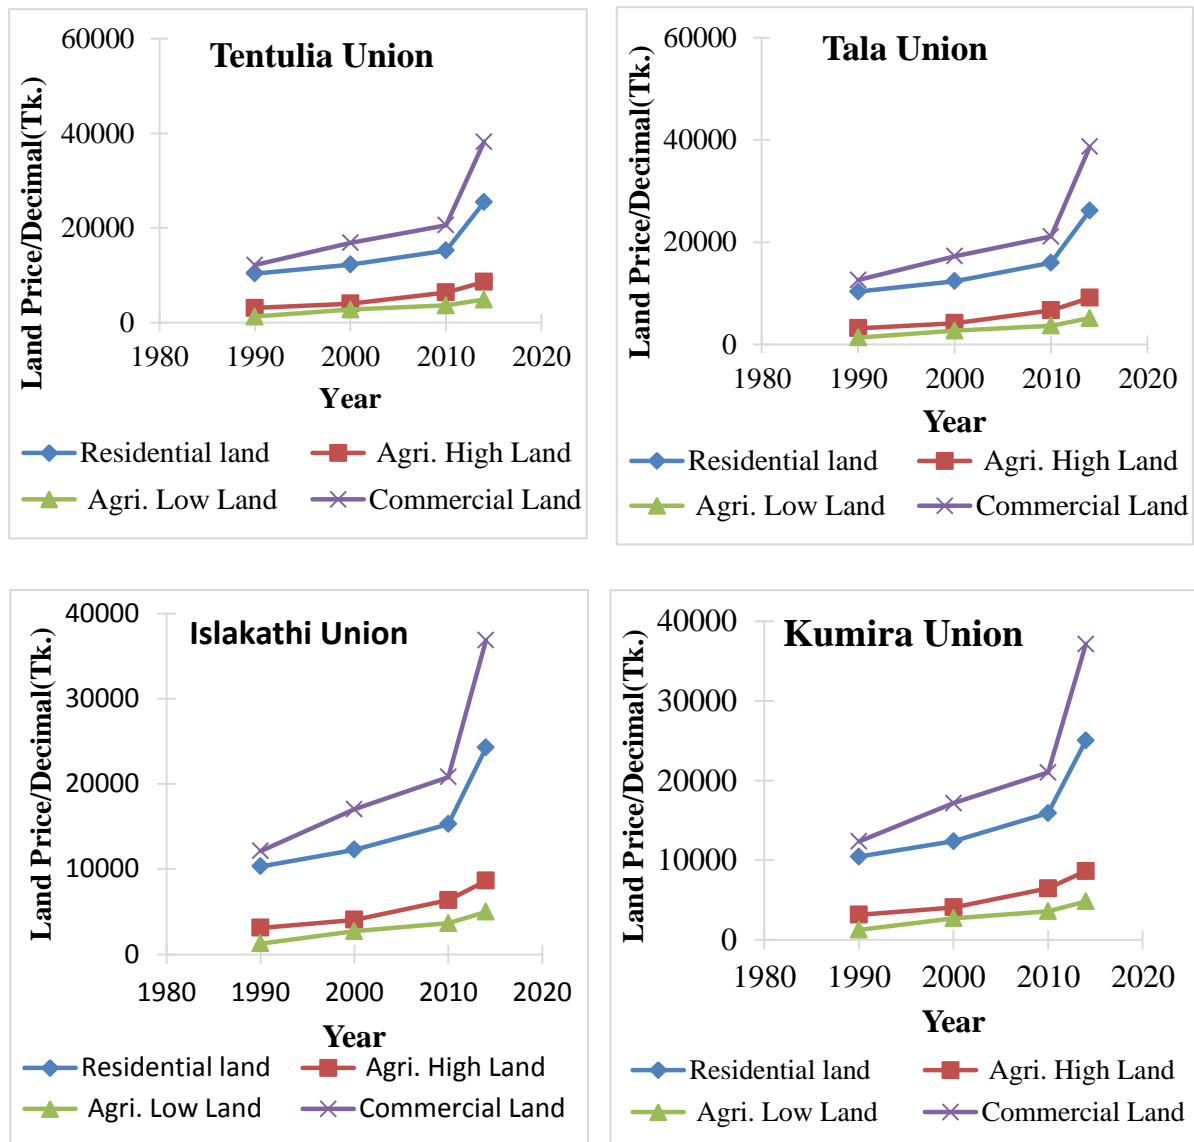 Tentulia Union
Land Price/Decimal(Tk.)
60000
40000
20000
0
1980 1990 2000 2010 2020
Year
Residential land Agri. High Land
Agri. Low Land Commercial Land
Tala Union
Land Price/Decimal(Tk.)
60000
40000
20000
0
1980 1990 2000 2010 2020
Year
Residential land Agri. High Land
Agri. Low Land Commercial Land
Islakathi Union
Land Price/Decimal(Tk.)
40000
30000
20000
10000
0
1980 1990 2000 2010 2020
Year
Residential land Agri. High Land
Agri. Low Land Commercial Land
Kumira Union
Land Price/Decimal(Tk.)
40000
30000
20000
10000
0
1980 1990 2000 2010 2020
Year
Residential land Agri. High Land
Agri. Low Land Commercial Land